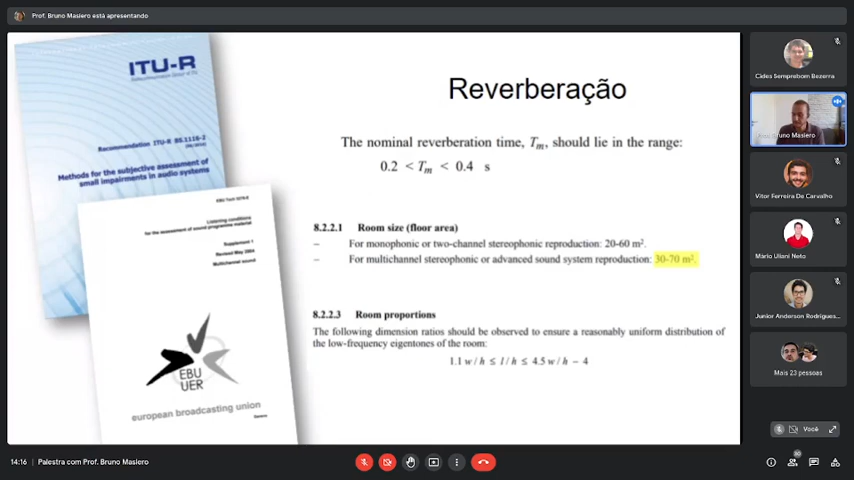 Prof. Bruno Masiero está apresentando
ITU-R
Recommendation ITU-R BS.1116-2
Methods for the subjective assessment of
small impairments in audio systems
Listening conditions
for the assessment of sound programme material
Supplement 1
Multichannel sound
EBU
UER
european broadcasting union
Geneva
Reverberação
The nominal reverberation time, Tm, should lie in the range:
0.2 < Tm < 0.4 s
8.2.2.1 Room size (floor area)
– For monophonic or two-channel stereophonic reproduction: 20-60 m².
– For multichannel stereophonic or advanced sound system reproduction: 30-70 m².
8.2.2.3 Room proportions
The following dimension ratios should be observed to ensure a reasonably uniform distribution of
the low-frequency eigentones of the room:
1.1 w / h ≤ l / h ≤ 4.5 w / h – 4
Cides Semprebom Bezerra
Bruno Masiero
Vitor Ferreira De Carvalho
Mário Uliani Neto
Junior Anderson Rodrigues...
Mais 23 pessoas
Você
14:16 Palestra com Prof. Bruno Masiero